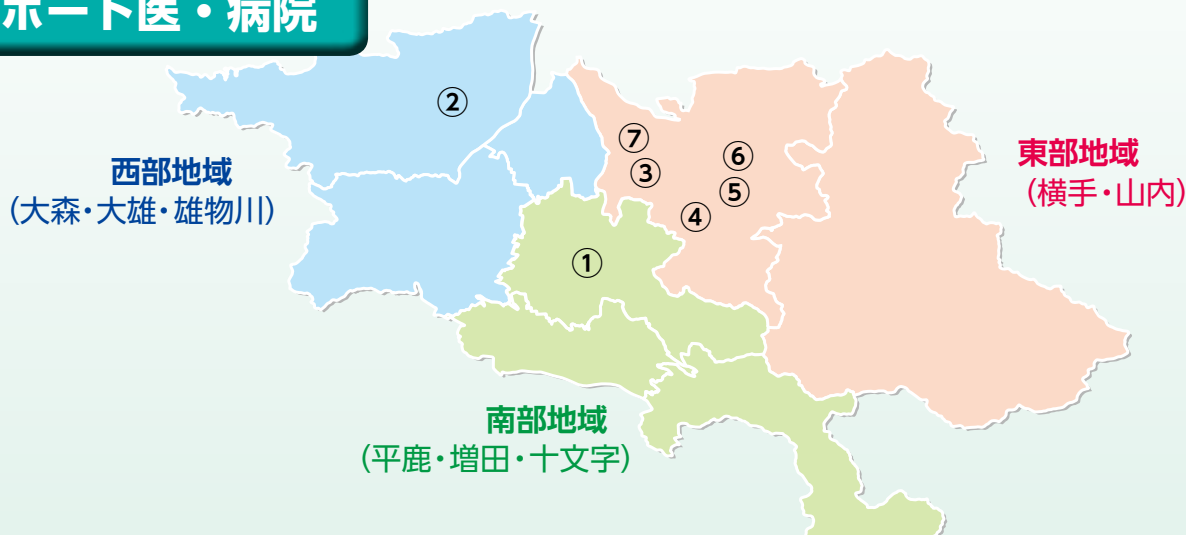 ポート医・病院
②
⑦
③
⑥
⑤
④
①
西部地域
(大森・大雄・雄物川)
東部地域
(横手・山内)
南部地域
(平鹿・増田・十文字)